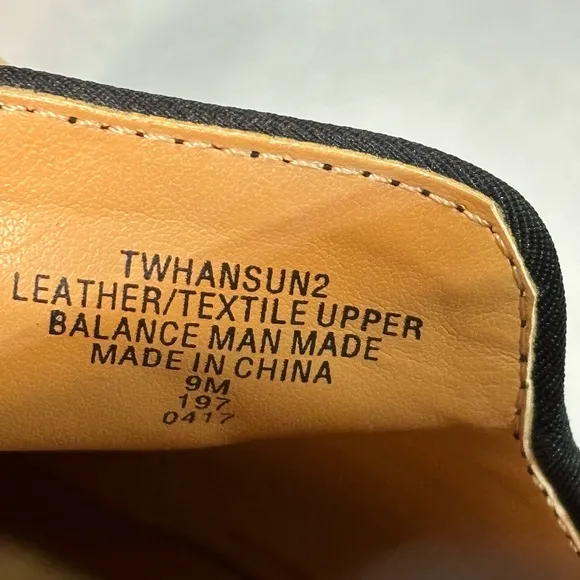 TWHANSUN2
LEATHER/TEXTILE UPPER
BALANCE MAN MADE
MADE IN CHINA
9M
197
0417